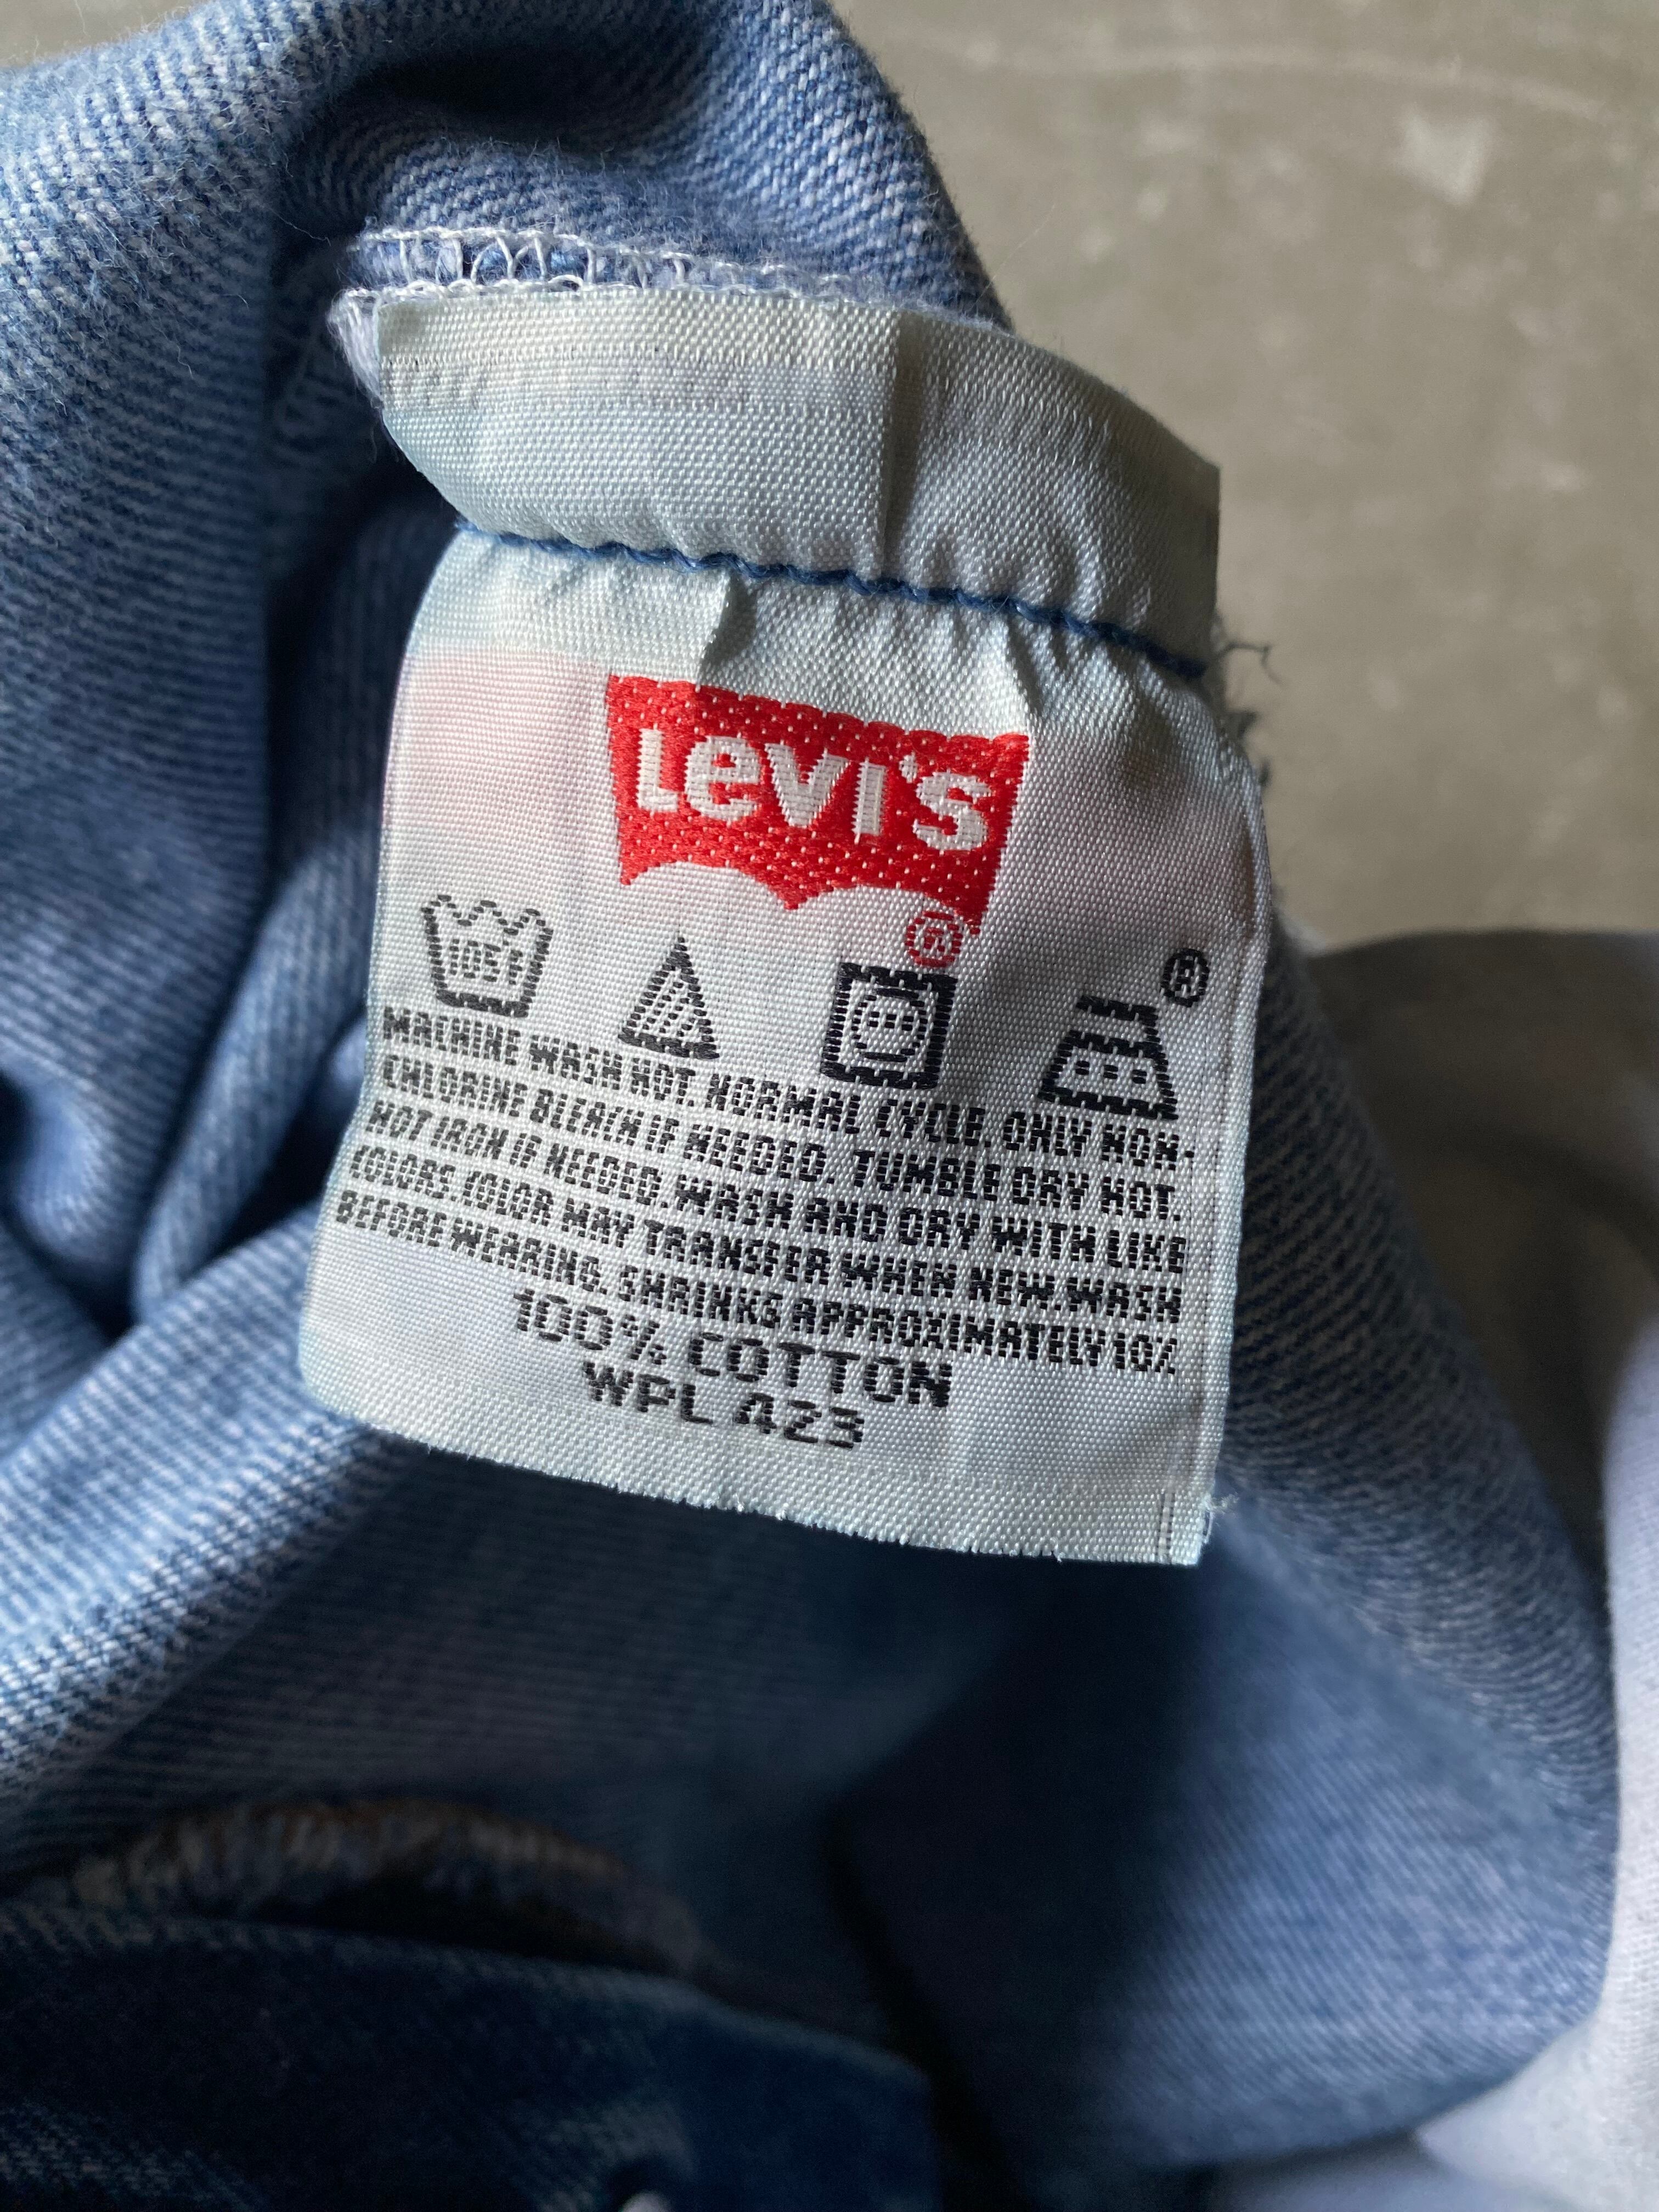 Levi's
®
105F
®
MACHINE WASH HOT. NORMAL CYCLE. ONLY NON-
CHLORINE BLEACH IF NEEDED. TUMBLE DRY HOT.
HOT IRON IF NEEDED. WASH AND DRY WITH LIKE
COLORS. COLOR MAY TRANSFER WHEN NEW. WASH
BEFORE WEARING. SHRINKS APPROXIMATELY 10%
100% COTTON
WPL 423